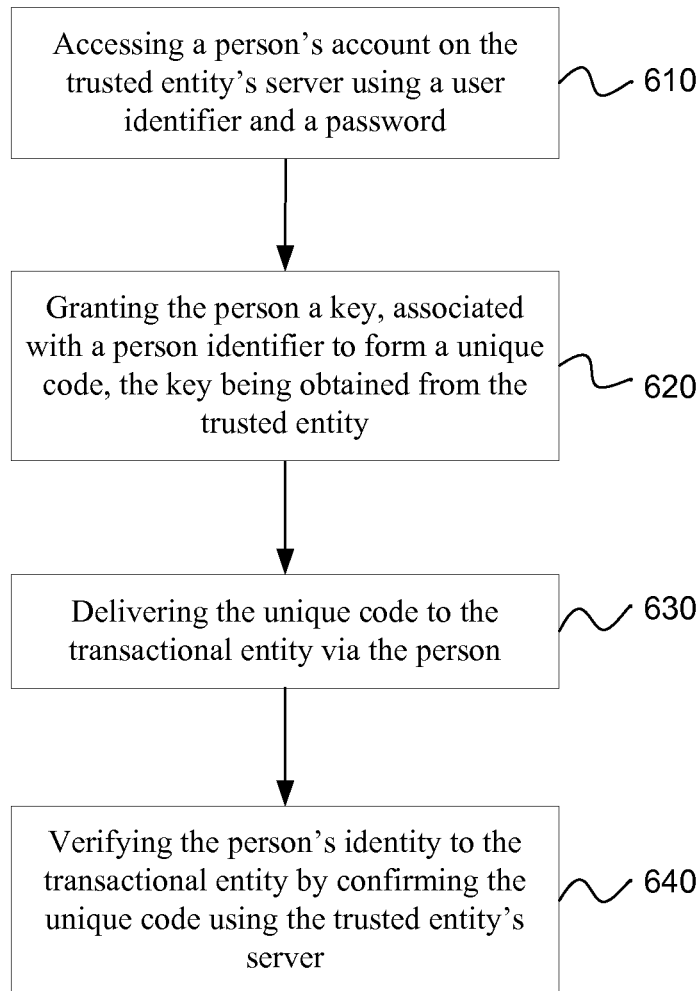 Accessing a person's account on the
trusted entity's server using a user
identifier and a password
610
Granting the person a key, associated
with a person identifier to form a unique
code, the key being obtained from the
trusted entity
620
Delivering the unique code to the
transactional entity via the person
630
Verifying the person's identity to the
transactional entity by confirming the
unique code using the trusted entity's
server
640